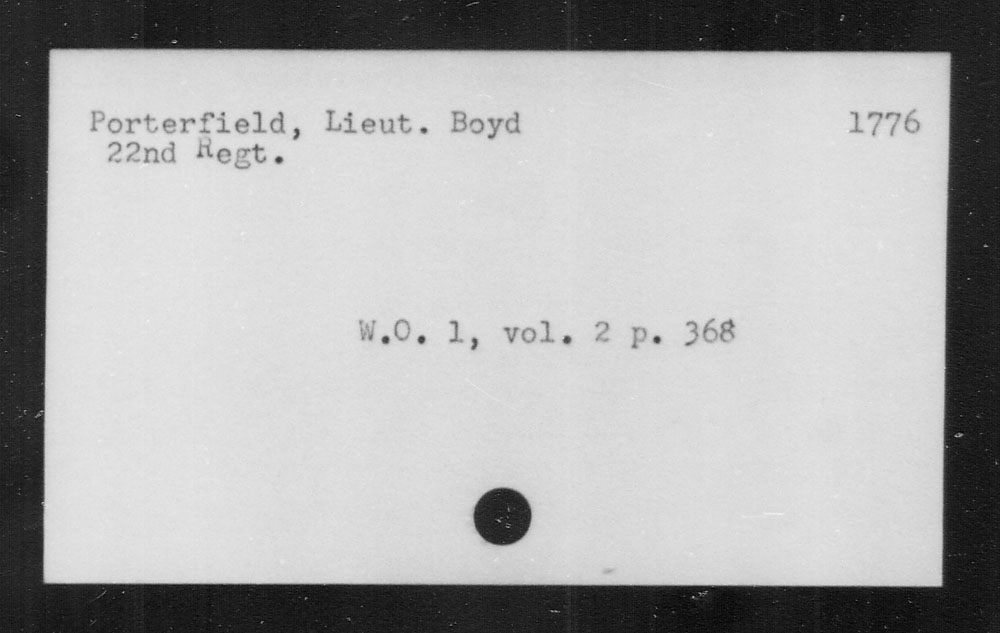 Porterfield, Lieut. Boyd 1776
22nd Regt.
W.O. 1, vol. 2 p. 368